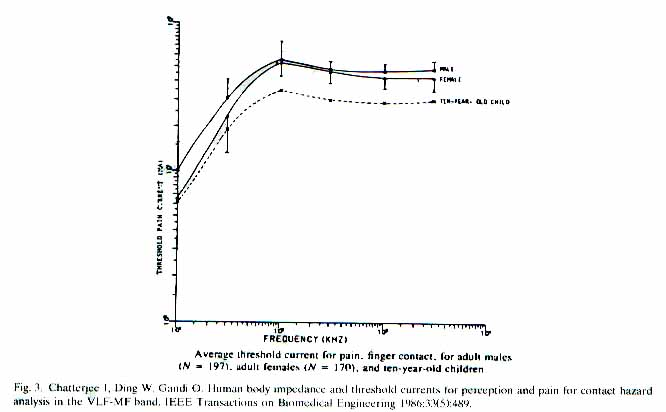 MALE
FEMALE
TEN-YEAR-OLD CHILD
THRESHOLD PAIN CURRENT (MA)
FREQUENCY (KHZ)
Average threshold current for pain, finger contact, for adult males
(N = 197), adult females (N = 170), and ten-year-old children
Fig. 3. Chatterjee I, Ding W, Gandi O. Human body impedance and threshold currents for perception and pain for contact hazard
analysis in the VLF-MF band. IEEE Transactions on Biomedical Engineering 1986;33(5):489.